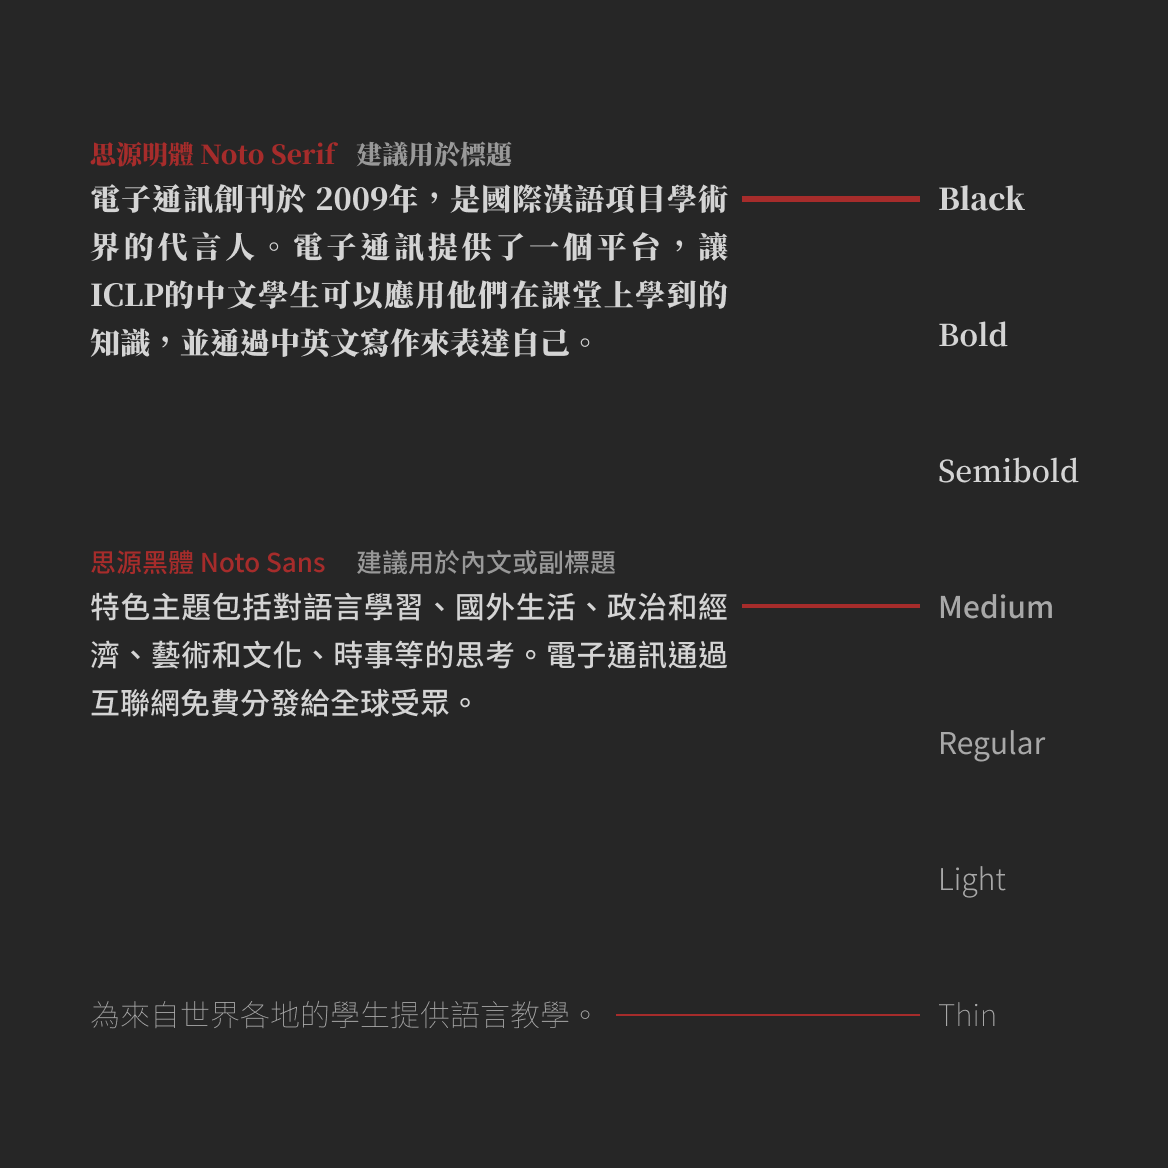 思源明體 Noto Serif 建議用於標題
電子通訊創刊於 2009年，是國際漢語項目學術
界的代言人。電子通訊提供了一個平台，讓
ICLP的中文學生可以應用他們在課堂上學到的
知識，並通過中英文寫作來表達自己。
Black
Bold
Semibold
思源黑體 Noto Sans 建議用於內文或副標題
特色主題包括對語言學習、國外生活、政治和經
濟、藝術和文化、時事等的思考。電子通訊通過
互聯網免費分發給全球受眾。
Medium
Regular
Light
為來自世界各地的學生提供語言教學。
Thin